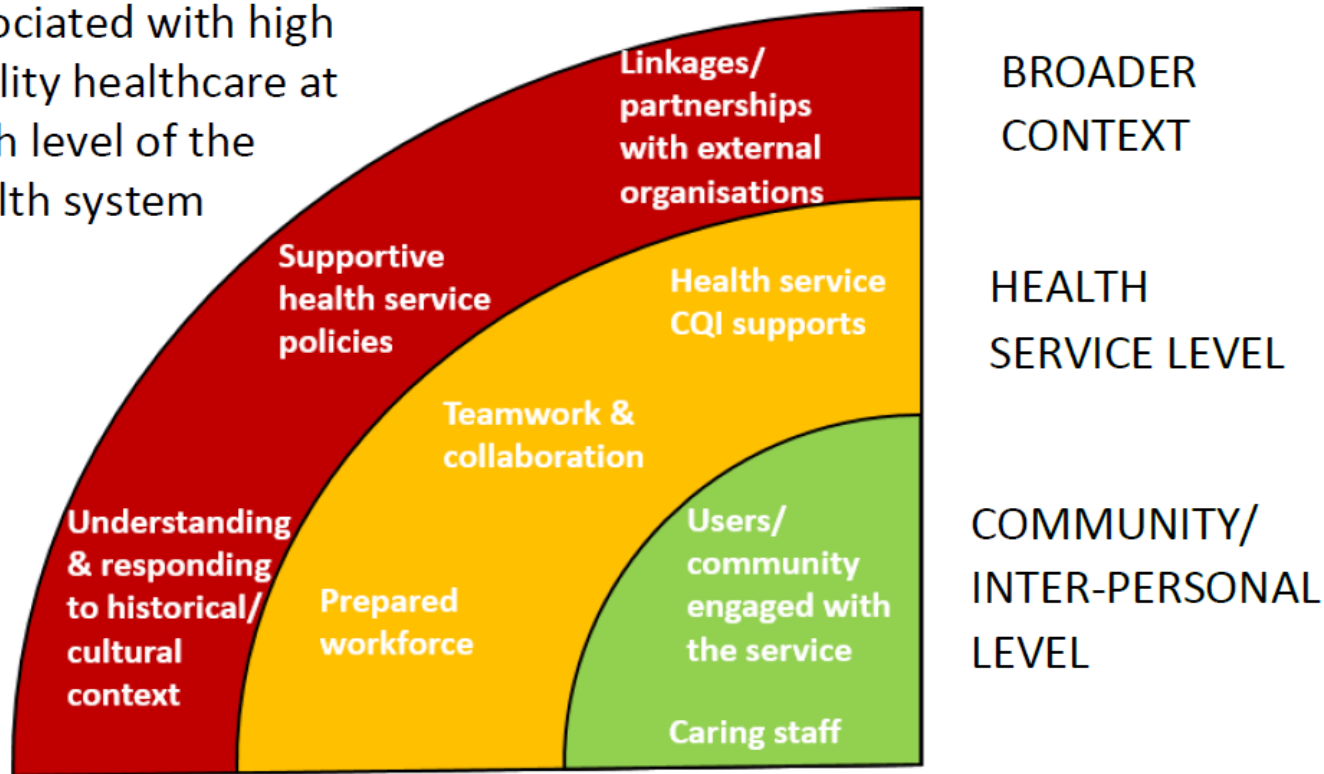 ociated with high
lity healthcare at
h level of the
lth system
Linkages/
partnerships
with external
organisations
BROADER
CONTEXT
Supportive
health service
policies
Health service
CQI supports
HEALTH
SERVICE LEVEL
Teamwork &
collaboration
Understanding
& responding
to historical/
cultural
context
Prepared
workforce
Users/
community
engaged with
the service
Caring staff
COMMUNITY/
INTER-PERSONAL
LEVEL